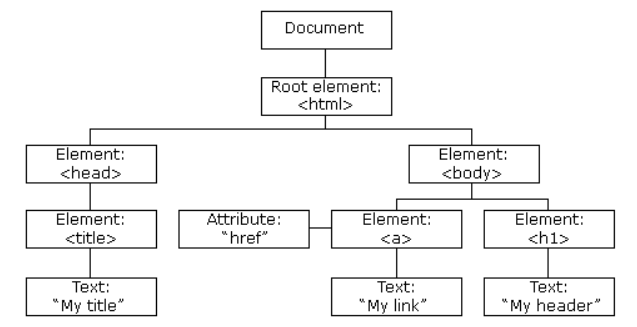 Document
Root element:
<html>
Element:
<head>
Element:
<body>
Element:
<title>
Attribute:
"href"
Element:
<a>
Element:
<h1>
Text:
"My title"
Text:
"My link"
Text:
"My header"